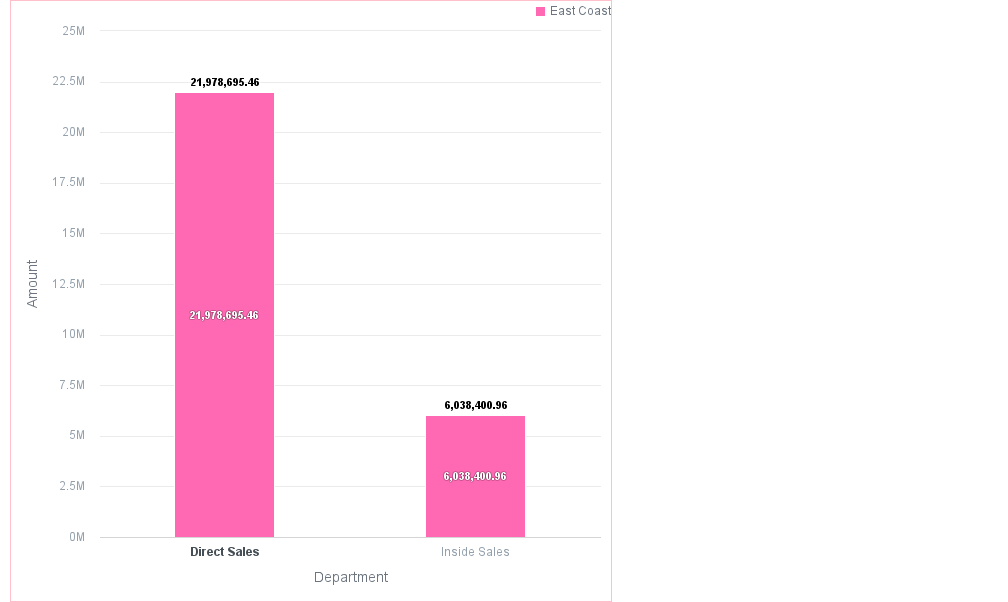 East Coast
25M
22.5M
20M
17.5M
15M
12.5M
10M
7.5M
5M
2.5M
0M
Amount
21,978,695.46
21,978,695.46
6,038,400.96
6,038,400.96
Direct Sales
Inside Sales
Department